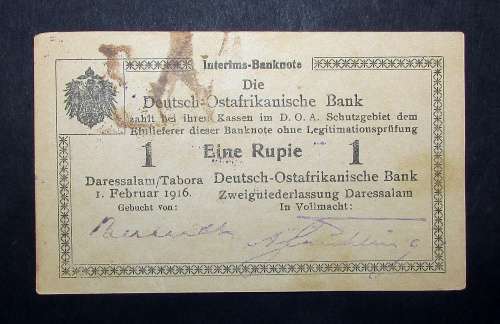 Interims-Banknote
Die
Deutsch-Ostafrikanische Bank
zahlt bei ihren Kassen im D. O. A. Schutzgebiet dem
Einlieferer dieser Banknote ohne Legitimationsprüfung
1 Eine Rupie 1
Daressalam/Tabora Deutsch-Ostafrikanische Bank
1. Februar 1916. Zweigniederlassung Daressalam
Gebucht von: In Vollmacht: